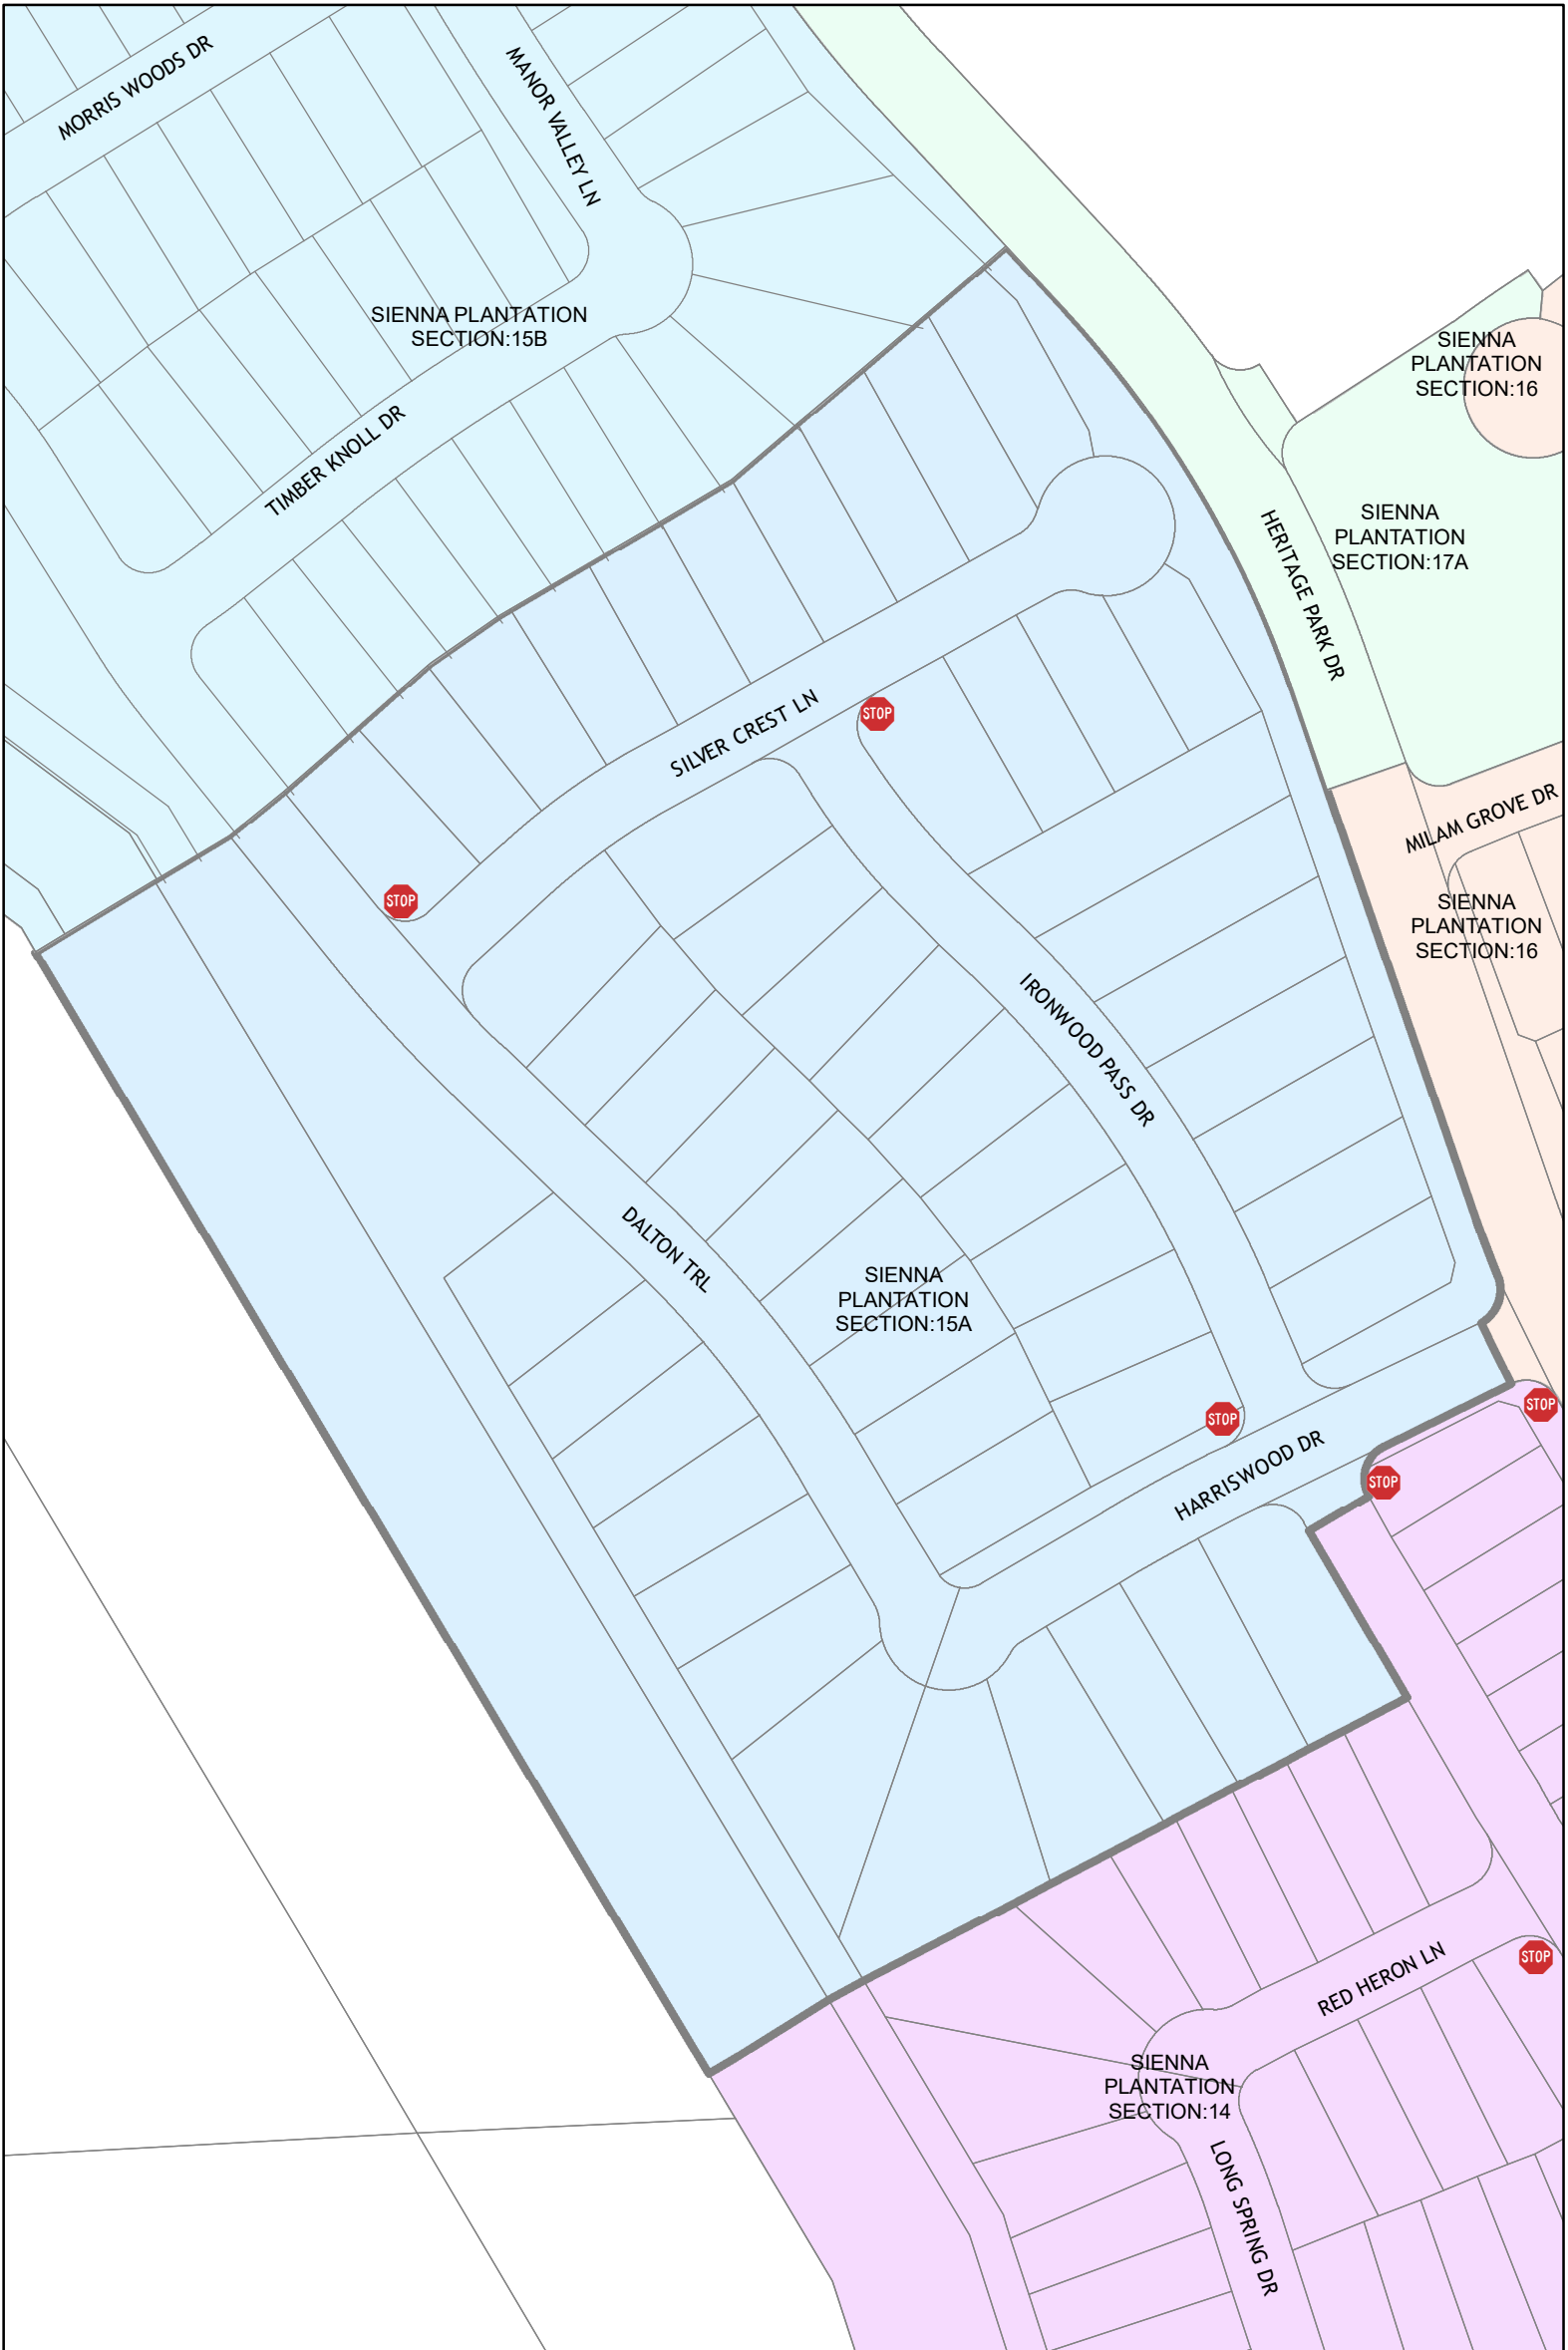 MORRIS WOODS DR
MANOR VALLEY LN
SIENNA PLANTATION
SECTION:15B
SIENNA
PLANTATION
SECTION:16
TIMBER KNOLL DR
SIENNA
PLANTATION
SECTION:17A
HERITAGE PARK DR
SILVER CREST LN
STOP
MILAM GROVE DR
STOP
SIENNA
PLANTATION
SECTION:16
IRONWOOD PASS DR
DALTON TRL
SIENNA
PLANTATION
SECTION:15A
STOP
STOP
HARRISWOOD DR
STOP
RED HERON LN
STOP
SIENNA
PLANTATION
SECTION:14
LONG SPRING DR